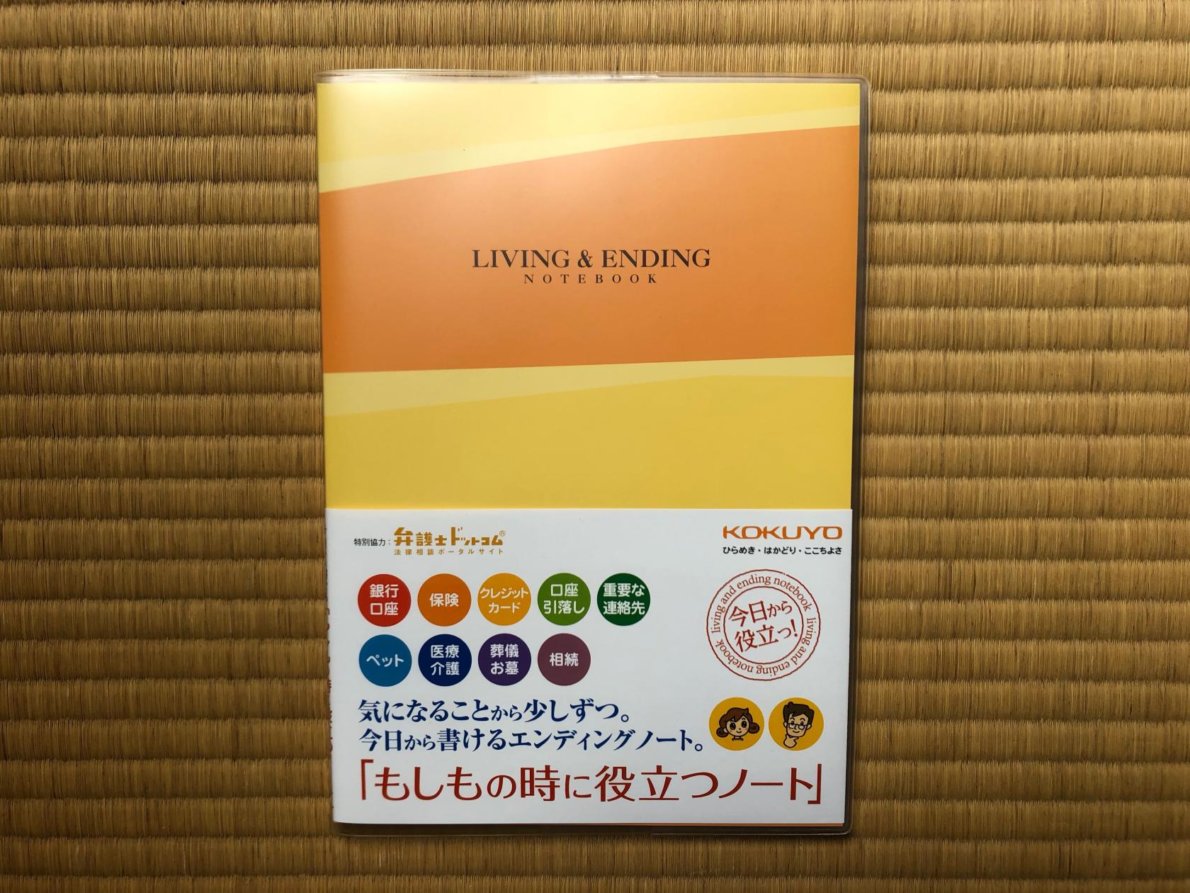 LIVING & ENDING
NOTEBOOK
特別協力：弁護士ドットコム®
法律相談ポータルサイト
KOKUYO
ひらめき・はかどり・ここちよさ
銀行
口座
保険
クレジット
カード
口座
引落し
重要な
連絡先
ペット
医療
介護
葬儀
お墓
相続
living and ending notebook living and ending notebook
今日から
役立つ!
気になることから少しずつ。
今日から書けるエンディングノート。
「もしもの時に役立つノート」